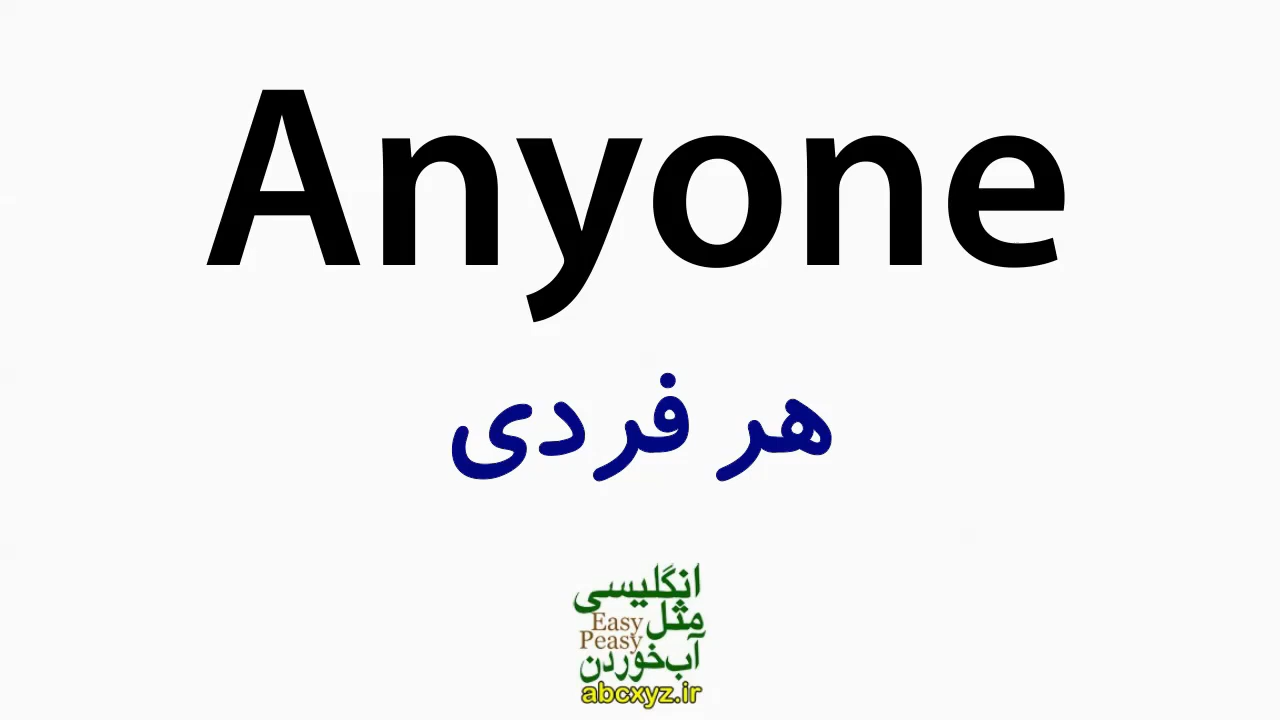 Anyone
هر فردی
انگلیسی
مثل Easy
Peasy
آب‌خوردن
abcxyz.ir